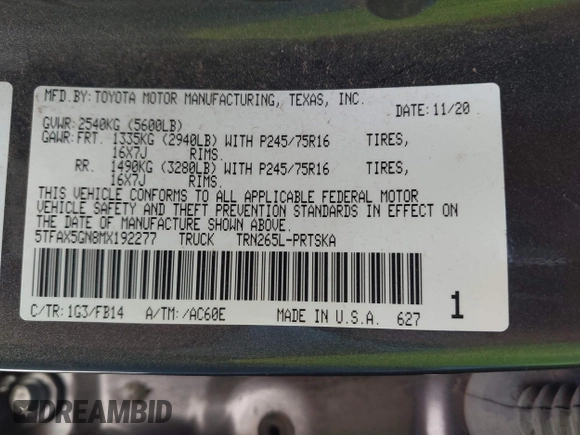 MFD.BY:TOYOTA MOTOR MANUFACTURING, TEXAS, INC.
DATE:11/20
GVWR:2540KG (5600LB)
GAWR:FRT. 1335KG (2940LB) WITH P245/75R16 TIRES,
16X7J RIMS.
RR. 1490KG (3280LB) WITH P245/75R16 TIRES,
16X7J RIMS.
THIS VEHICLE CONFORMS TO ALL APPLICABLE FEDERAL MOTOR
VEHICLE SAFETY AND THEFT PREVENTION STANDARDS IN EFFECT ON
THE DATE OF MANUFACTURE SHOWN ABOVE.
5TFAX5GN8MX192277 TRUCK TRN265L-PRTSKA
C/TR:1G3/FB14 A/TM:/AC60E MADE IN U.S.A. 627
1
DREAMBID